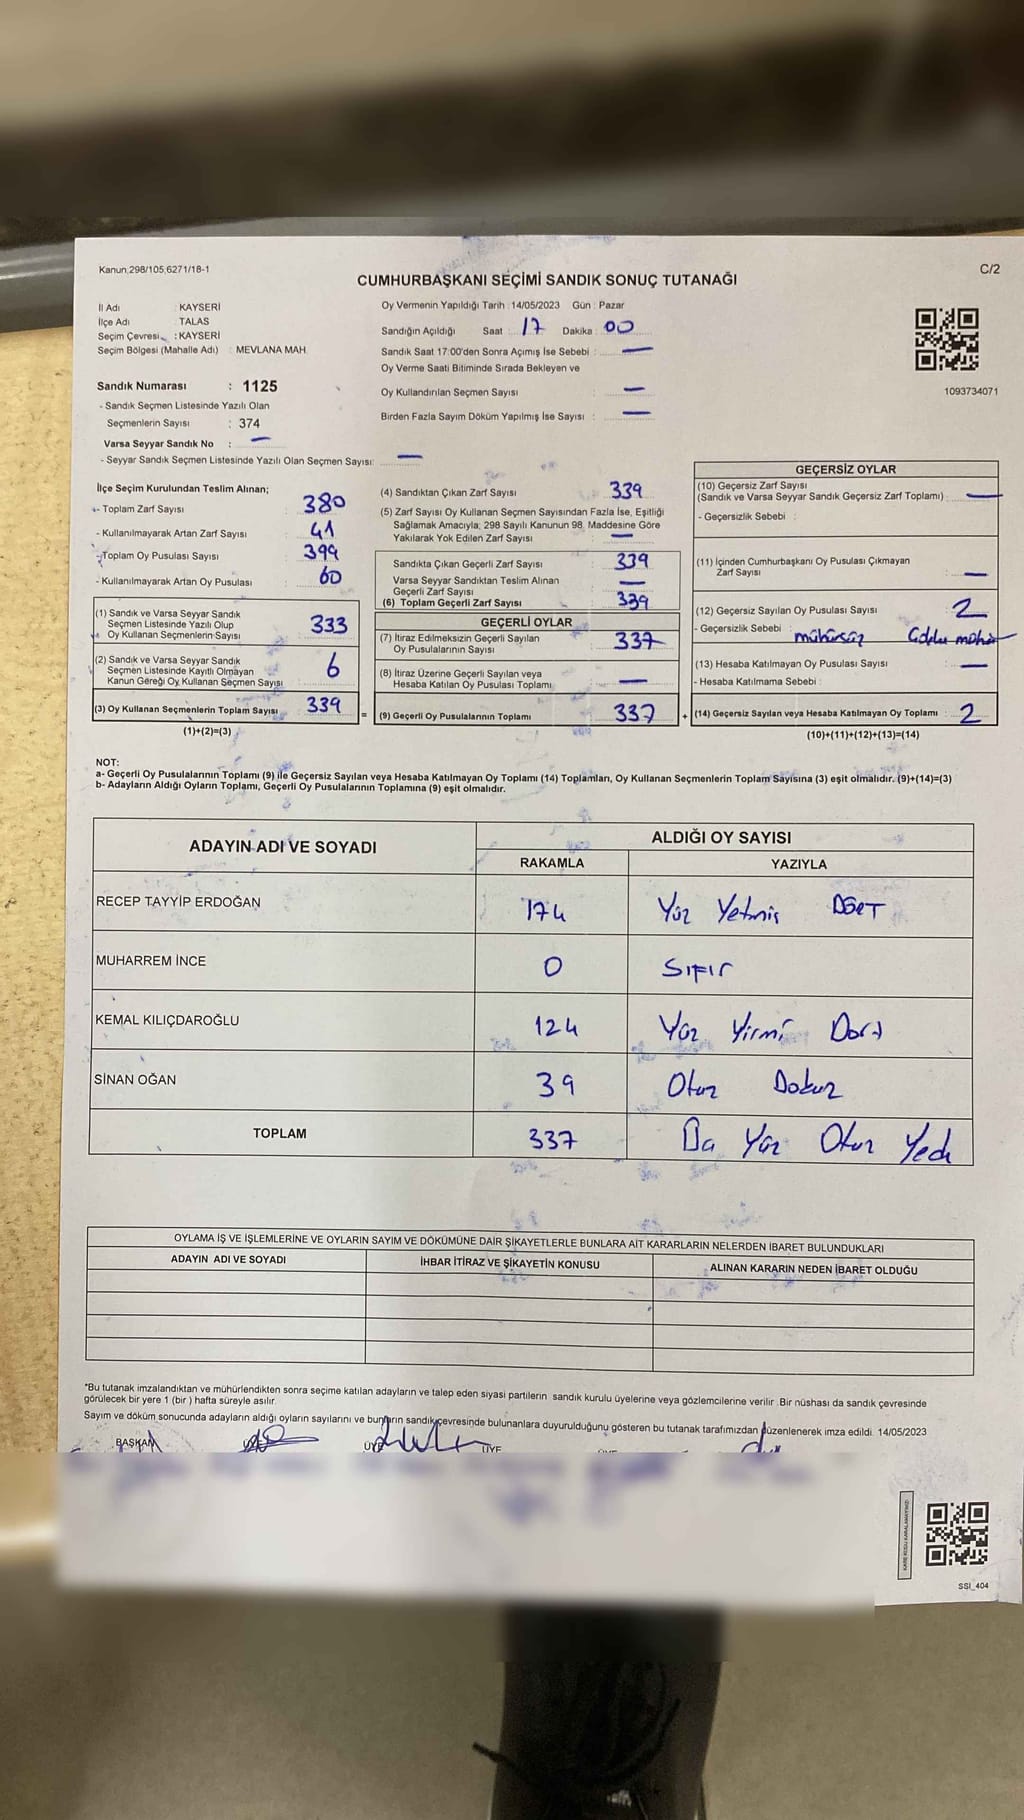 Kanun,298/105,6271/18-1
C/2
CUMHURBAŞKANI SEÇİMİ SANDIK SONUÇ TUTANAĞI
İl Adı : KAYSERİ
İlçe Adı : TALAS
Seçim Çevresi : KAYSERİ
Seçim Bölgesi (Mahalle Adı) : MEVLANA MAH.
Sandık Numarası : 1125
- Sandık Seçmen Listesinde Yazılı Olan
Seçmenlerin Sayısı : 374
Varsa Seyyar Sandık No : —
- Seyyar Sandık Seçmen Listesinde Yazılı Olan Seçmen Sayısı: —
Oy Vermenin Yapıldığı Tarih : 14/05/2023 Gün : Pazar
Sandığın Açıldığı Saat : 17 Dakika : 00
Sandık Saat 17:00'den Sonra Açımış İse Sebebi : —
Oy Verme Saati Bitiminde Sırada Bekleyen ve
Oy Kullandırılan Seçmen Sayısı : —
Birden Fazla Sayım Döküm Yapılmış İse Sayısı : —
1093734071
İlçe Seçim Kurulundan Teslim Alınan;
- Toplam Zarf Sayısı : 380
- Kullanılmayarak Artan Zarf Sayısı : 41
- Toplam Oy Pusulası Sayısı : 399
- Kullanılmayarak Artan Oy Pusulası : 60
(1) Sandık ve Varsa Seyyar Sandık
Seçmen Listesinde Yazılı Olup
Oy Kullanan Seçmenlerin Sayısı : 333
(2) Sandık ve Varsa Seyyar Sandık
Seçmen Listesinde Kayıtlı Olmayan
Kanun Gereği Oy Kullanan Seçmen Sayısı : 6
(3) Oy Kullanan Seçmenlerin Toplam Sayısı : 339
(1)+(2)=(3)
(4) Sandıktan Çıkan Zarf Sayısı : 339
(5) Zarf Sayısı Oy Kullanan Seçmen Sayısından Fazla İse, Eşitliği
Sağlamak Amacıyla; 298 Sayılı Kanunun 98. Maddesine Göre
Yakılarak Yok Edilen Zarf Sayısı : —
Sandıkta Çıkan Geçerli Zarf Sayısı : 339
Varsa Seyyar Sandıktan Teslim Alınan
Geçerli Zarf Sayısı : —
(6) Toplam Geçerli Zarf Sayısı : 339
GEÇERLİ OYLAR
(7) İtiraz Edilmeksizin Geçerli Sayılan
Oy Pusulalarının Sayısı : 337
(8) İtiraz Üzerine Geçerli Sayılan veya
Hesaba Katılan Oy Pusulası Toplamı : —
= (9) Geçerli Oy Pusulalarının Toplamı : 337
GEÇERSİZ OYLAR
(10) Geçersiz Zarf Sayısı
(Sandık ve Varsa Seyyar Sandık Geçersiz Zarf Toplamı) : —
- Geçersizlik Sebebi :
(11) İçinden Cumhurbaşkanı Oy Pusulası Çıkmayan
Zarf Sayısı : —
(12) Geçersiz Sayılan Oy Pusulası Sayısı : 2
- Geçersizlik Sebebi : mühürsüz
(13) Hesaba Katılmayan Oy Pusulası Sayısı : —
- Hesaba Katılmama Sebebi :
+ (14) Geçersiz Sayılan veya Hesaba Katılmayan Oy Toplamı : 2
(10)+(11)+(12)+(13)=(14)
NOT:
a- Geçerli Oy Pusulalarının Toplamı (9) ile Geçersiz Sayılan veya Hesaba Katılmayan Oy Toplamı (14) Toplamları, Oy Kullanan Seçmenlerin Toplam Sayısına (3) eşit olmalıdır. (9)+(14)=(3)
b- Adayların Aldığı Oyların Toplamı, Geçerli Oy Pusulalarının Toplamına (9) eşit olmalıdır.
ADAYIN ADI VE SOYADI
ALDIĞI OY SAYISI
RAKAMLA YAZIYLA
RECEP TAYYİP ERDOĞAN 174 Yüz Yetmiş Dört
MUHARREM İNCE 0 SIFIR
KEMAL KILIÇDAROĞLU 124 Yüz Yirmi Dört
SİNAN OĞAN 39 Otuz Dokuz
TOPLAM 337 Yüz Otuz Yedi
OYLAMA İŞ VE İŞLEMLERİNE VE OYLARIN SAYIM VE DÖKÜMÜNE DAİR ŞİKAYETLERLE BUNLARA AİT KARARLARIN NELERDEN İBARET BULUNDUKLARI
ADAYIN ADI VE SOYADI İHBAR İTİRAZ VE ŞİKAYETİN KONUSU ALINAN KARARIN NEDEN İBARET OLDUĞU
*Bu tutanak imzalandıktan ve mühürlendikten sonra seçime katılan adayların ve talep eden siyasi partilerin sandık kurulu üyelerine veya gözlemcilerine verilir. Bir nüshası da sandık çevresinde
görülecek bir yere 1 (bir ) hafta süreyle asılır.
Sayım ve döküm sonucunda adayların aldığı oyların sayılarını ve bunların sandık çevresinde bulunanlara duyurulduğunu gösteren bu tutanak tarafımızdan düzenlenerek imza edildi. 14/05/2023
BAŞKAN ÜYE ÜYE
SSI_404